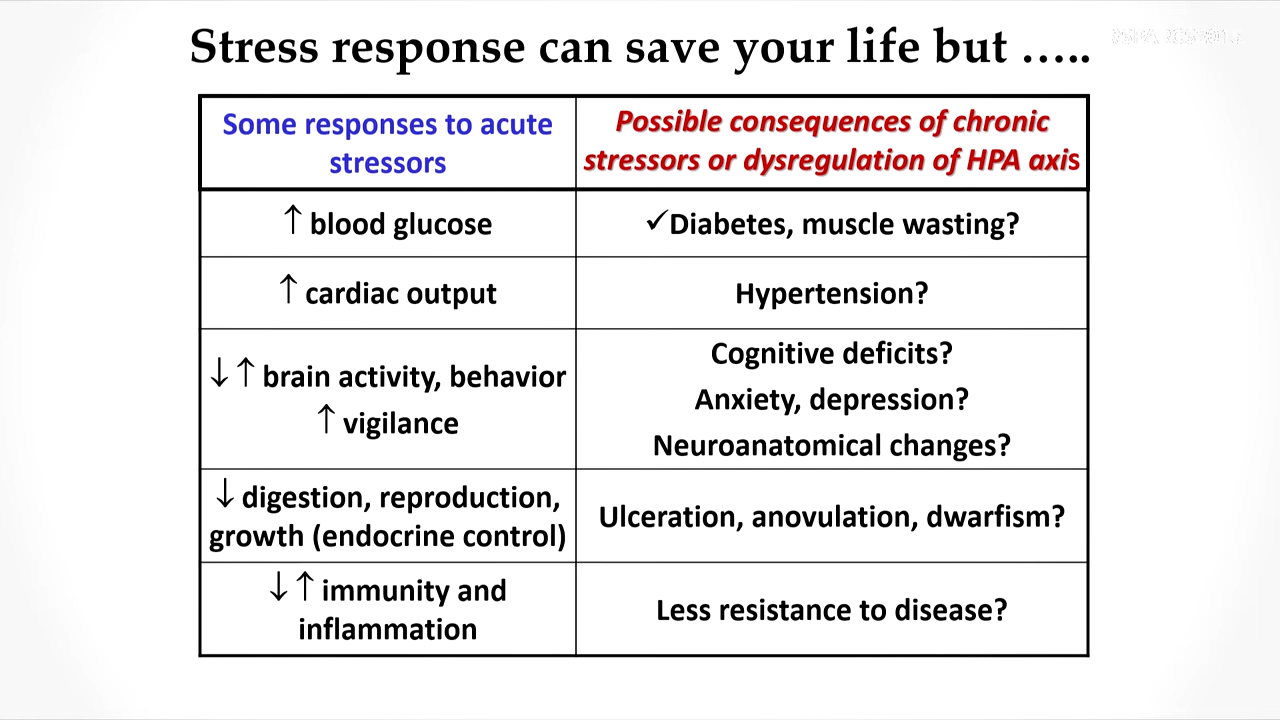 Stress response can save your life but …..
Some responses to acute
stressors
Possible consequences of chronic
stressors or dysregulation of HPA axis
↑ blood glucose
✓Diabetes, muscle wasting?
↑ cardiac output
Hypertension?
↓ ↑ brain activity, behavior
↑ vigilance
Cognitive deficits?
Anxiety, depression?
Neuroanatomical changes?
↓ digestion, reproduction,
growth (endocrine control)
Ulceration, anovulation, dwarfism?
↓ ↑ immunity and
inflammation
Less resistance to disease?